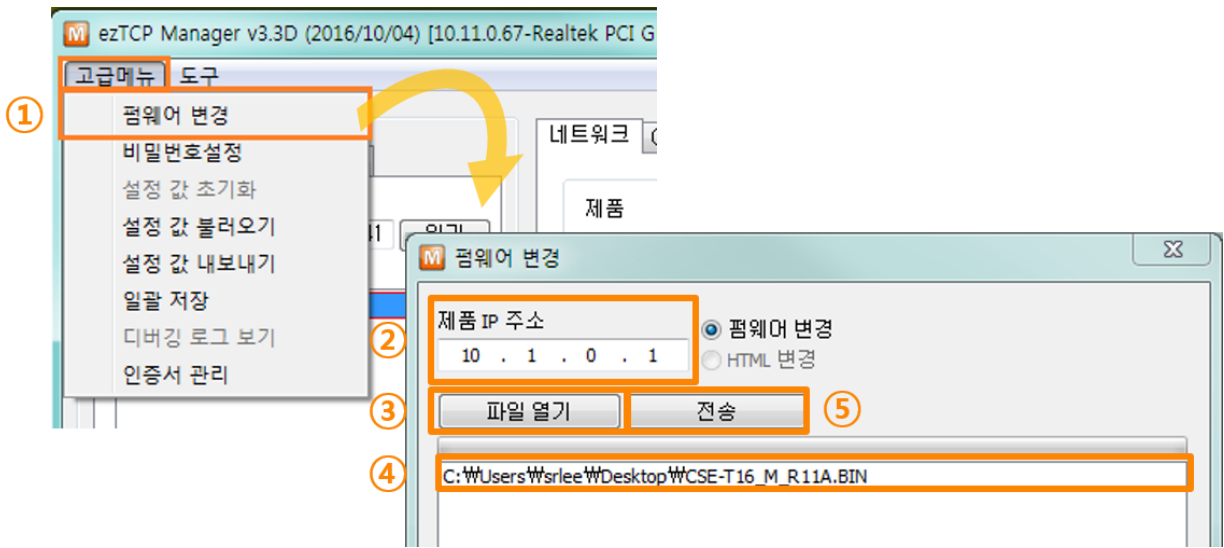 M ezTCP Manager v3.3D (2016/10/04) [10.11.0.67-Realtek PCI G
고급메뉴 도구
① 펌웨어 변경
비밀번호설정
설정 값 초기화
설정 값 불러오기
설정 값 내보내기
일괄 저장
디버깅 로그 보기
인증서 관리
네트워크
제품
41 읽기
M 펌웨어 변경
② 제품 IP 주소
10 . 1 . 0 . 1
펌웨어 변경
HTML 변경
③ 파일 열기 전송 ⑤
④ C:₩Users₩srlee₩Desktop₩CSE-T16_M_R11A.BIN